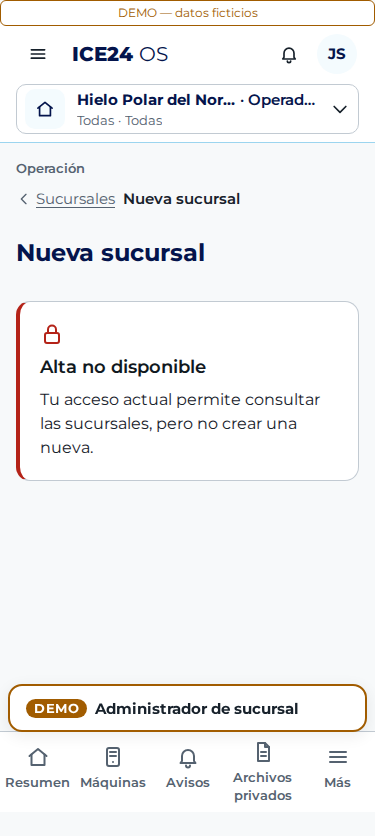 DEMO — datos ficticios
ICE24 OS
JS
Hielo Polar del Nor... · Operad...
Todas · Todas
Operación
Sucursales Nueva sucursal
Nueva sucursal
Alta no disponible
Tu acceso actual permite consultar
las sucursales, pero no crear una
nueva.
DEMO Administrador de sucursal
Resumen Máquinas Avisos Archivos privados Más